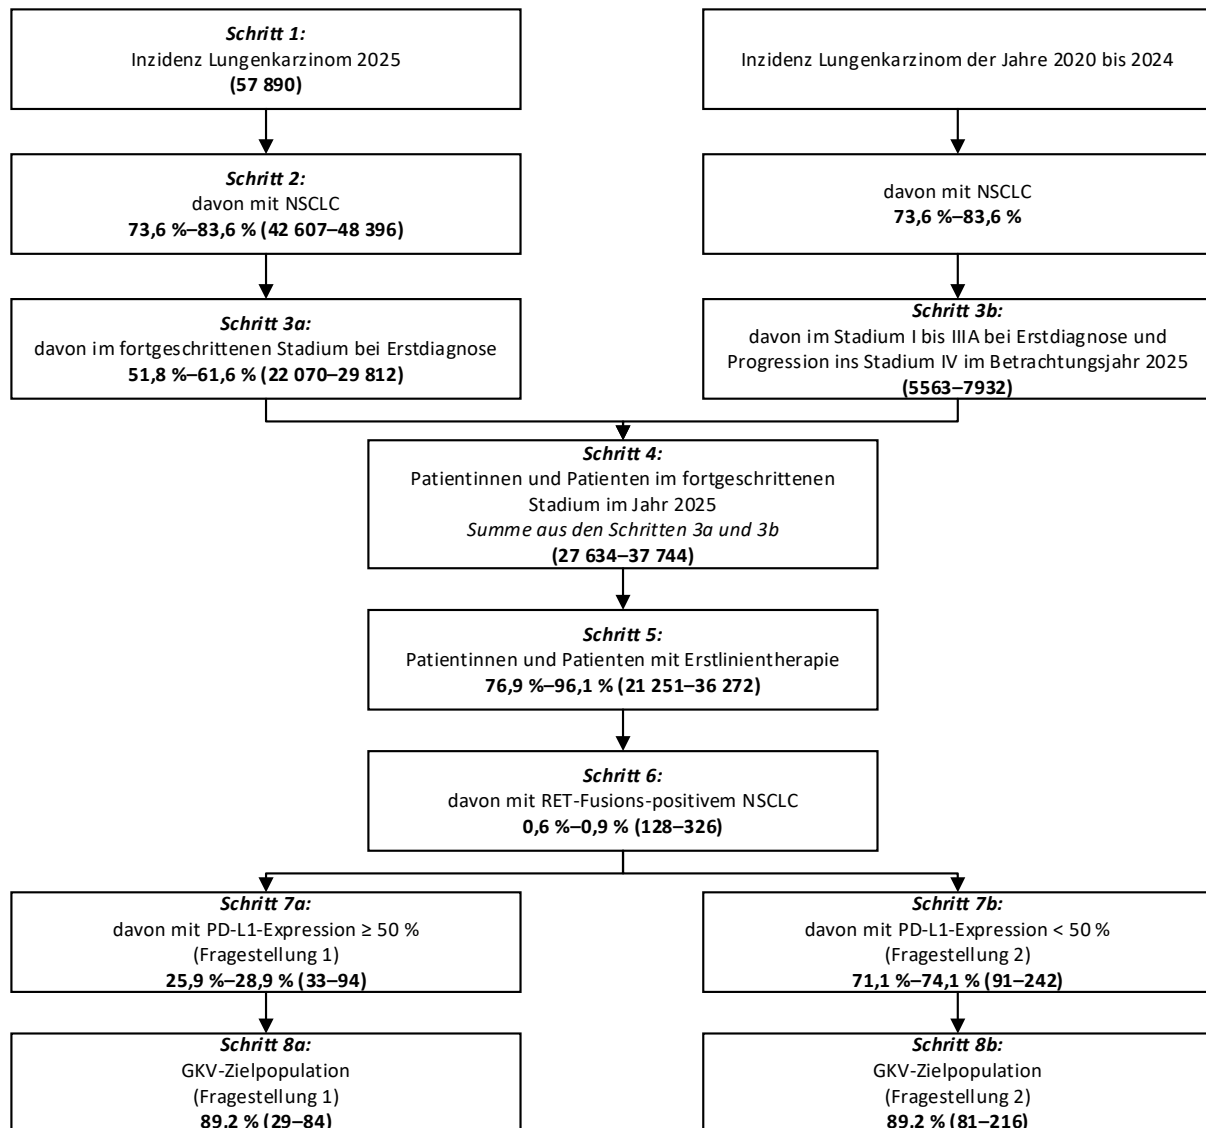 Schritt 1:
Inzidenz Lungenkarzinom 2025
(57 890)
Inzidenz Lungenkarzinom der Jahre 2020 bis 2024
Schritt 2:
davon mit NSCLC
73,6 %–83,6 % (42 607–48 396)
davon mit NSCLC
73,6 %–83,6 %
Schritt 3a:
davon im fortgeschrittenen Stadium bei Erstdiagnose
51,8 %–61,6 % (22 070–29 812)
Schritt 3b:
davon im Stadium I bis IIIA bei Erstdiagnose und
Progression ins Stadium IV im Betrachtungsjahr 2025
(5563–7932)
Schritt 4:
Patientinnen und Patienten im fortgeschrittenen
Stadium im Jahr 2025
Summe aus den Schritten 3a und 3b
(27 634–37 744)
Schritt 5:
Patientinnen und Patienten mit Erstlinientherapie
76,9 %–96,1 % (21 251–36 272)
Schritt 6:
davon mit RET-Fusions-positivem NSCLC
0,6 %–0,9 % (128–326)
Schritt 7a:
davon mit PD-L1-Expression ≥ 50 %
(Fragestellung 1)
25,9 %–28,9 % (33–94)
Schritt 7b:
davon mit PD-L1-Expression < 50 %
(Fragestellung 2)
71,1 %–74,1 % (91–242)
Schritt 8a:
GKV-Zielpopulation
(Fragestellung 1)
89,2 % (29–84)
Schritt 8b:
GKV-Zielpopulation
(Fragestellung 2)
89,2 % (81–216)